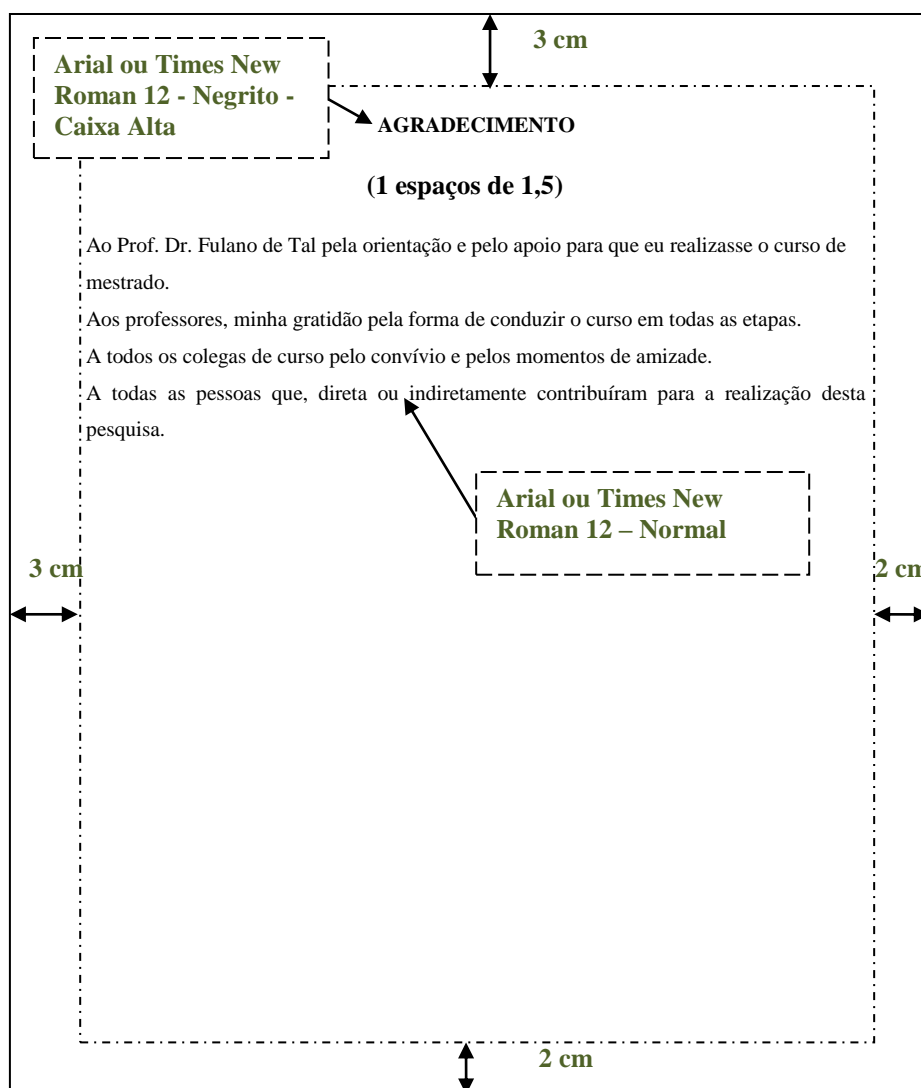 3 cm
Arial ou Times New
Roman 12 - Negrito -
Caixa Alta
AGRADECIMENTO
(1 espaços de 1,5)
Ao Prof. Dr. Fulano de Tal pela orientação e pelo apoio para que eu realizasse o curso de
mestrado.
Aos professores, minha gratidão pela forma de conduzir o curso em todas as etapas.
A todos os colegas de curso pelo convívio e pelos momentos de amizade.
A todas as pessoas que, direta ou indiretamente contribuíram para a realização desta
pesquisa.
Arial ou Times New
Roman 12 – Normal
3 cm
2 cm
2 cm